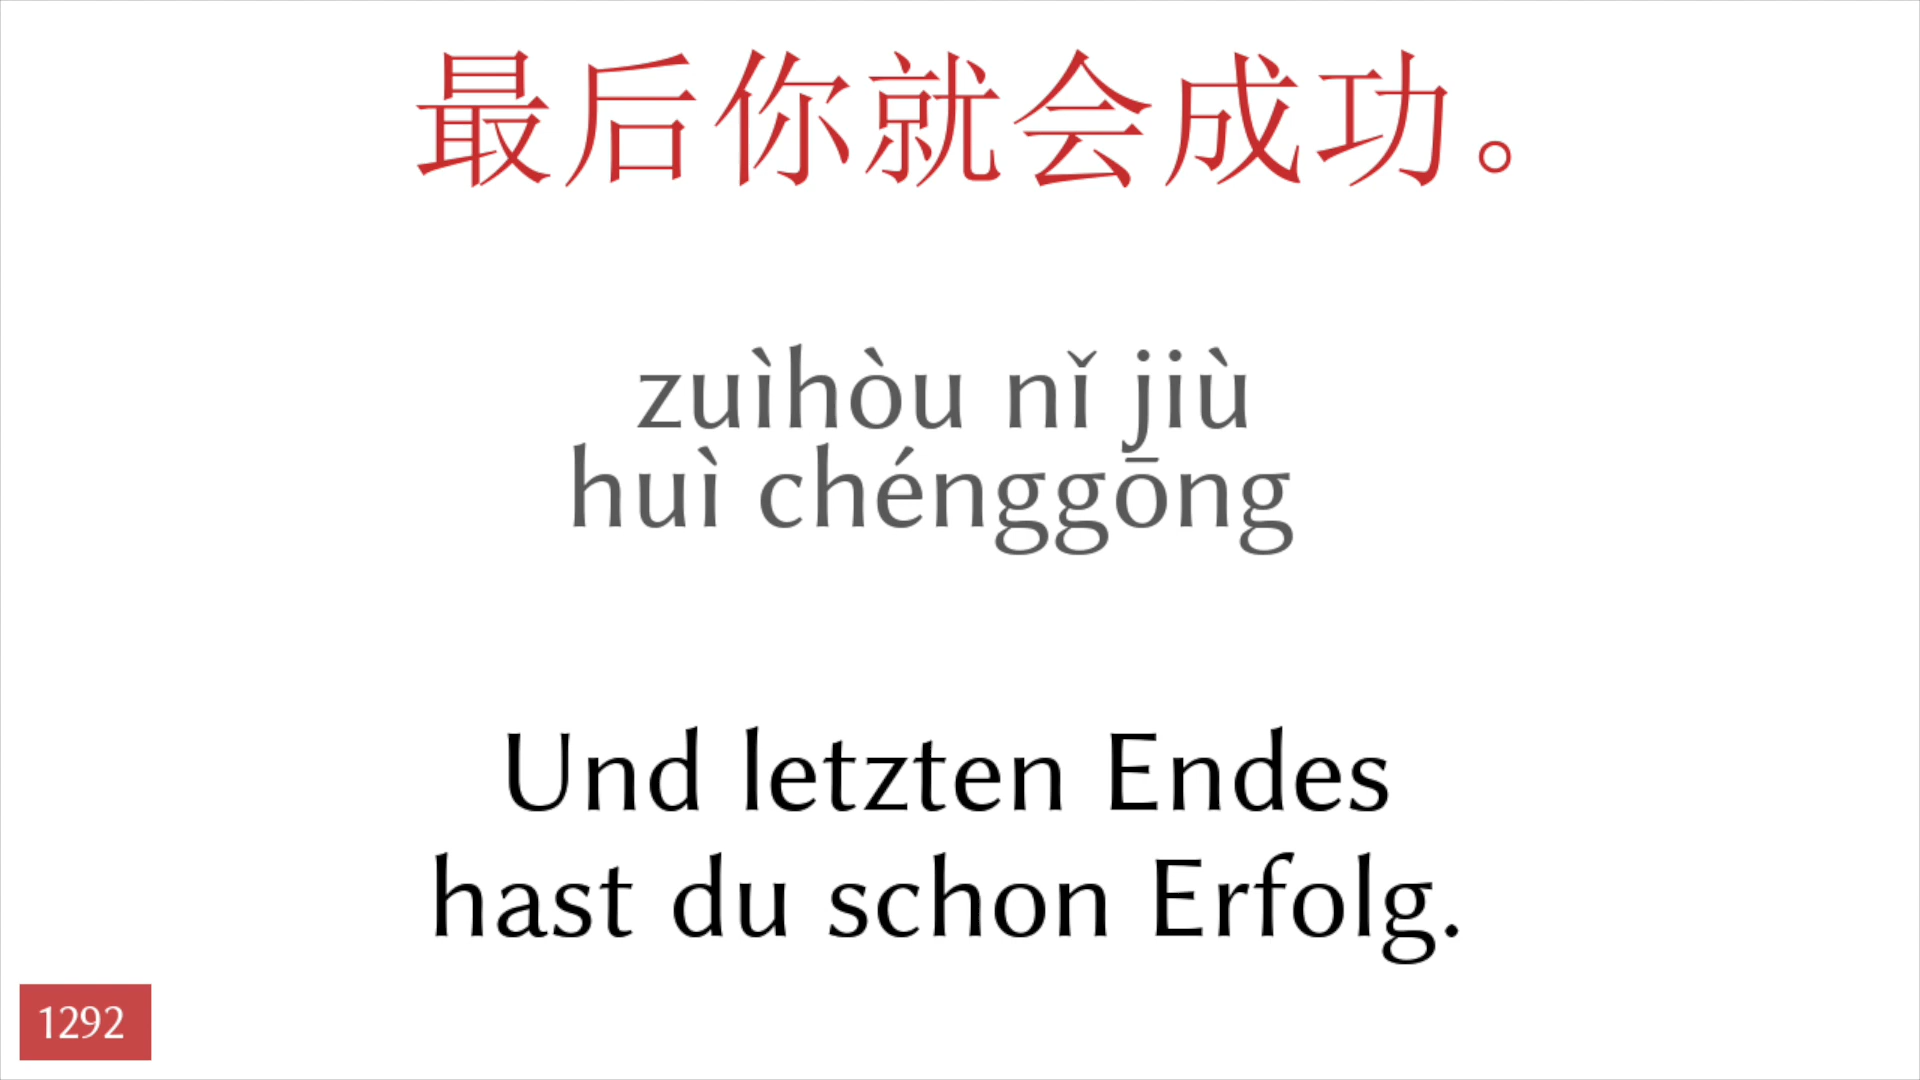 最后你就会成功。
zuìhòu nǐ jiù
huì chénggōng
Und letzten Endes
hast du schon Erfolg.
1292